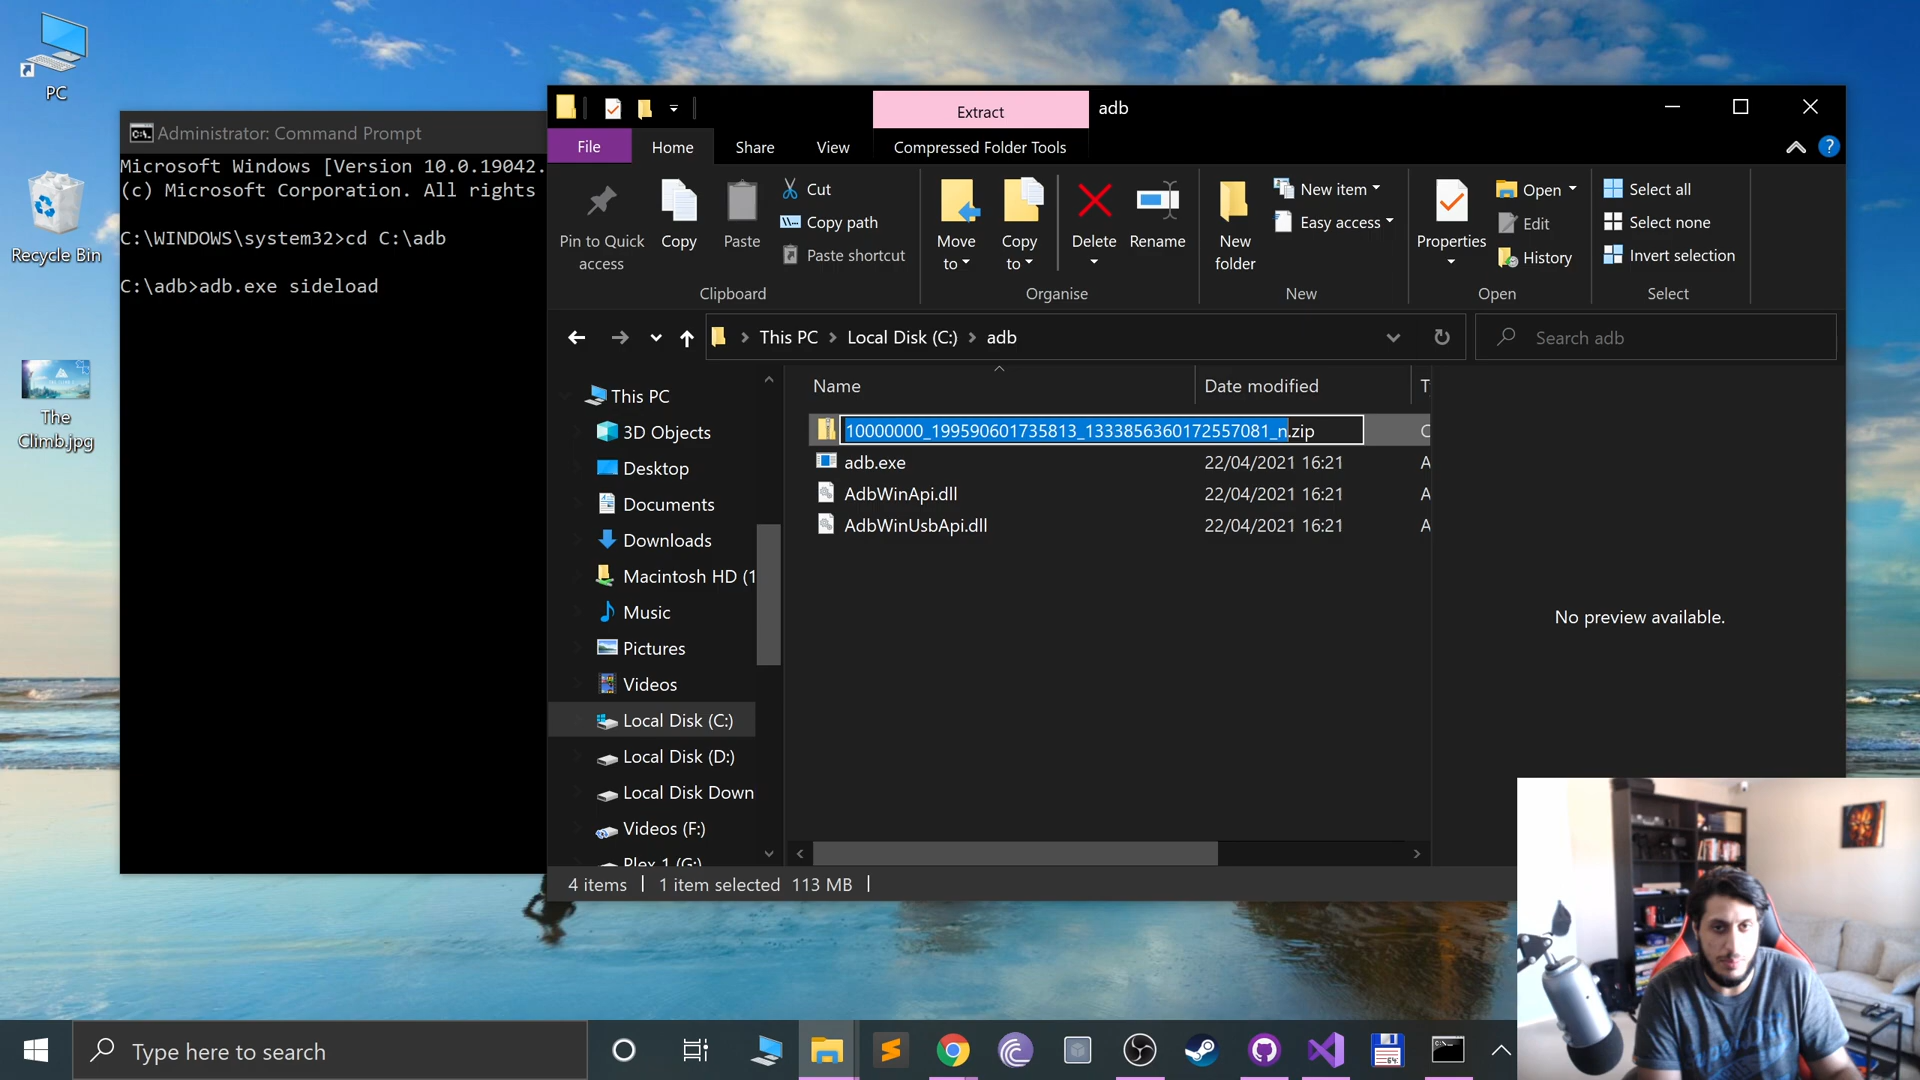 PC
Recycle Bin
The
Climb.jpg
Administrator: Command Prompt
Microsoft Windows [Version 10.0.19042.
(c) Microsoft Corporation. All rights
C:\WINDOWS\system32>cd C:\adb
C:\adb>adb.exe sideload
Extract
adb
File
Home
Share
View
Compressed Folder Tools
Pin to Quick
access
Copy
Paste
Cut
Copy path
Paste shortcut
Clipboard
Move
to
Copy
to
Delete
Rename
Organise
New
folder
New item
Easy access
New
Properties
Open
Edit
History
Open
Select all
Select none
Invert selection
Select
This PC
Local Disk (C:)
adb
Search adb
This PC
3D Objects
Desktop
Documents
Downloads
Macintosh HD (1
Music
Pictures
Videos
Local Disk (C:)
Local Disk (D:)
Local Disk Down
Videos (F:)
Plex 1 (G:)
Name
Date modified
T
10000000_199590601735813_1333856360172557081_n.zip
C
adb.exe
22/04/2021 16:21
A
AdbWinApi.dll
22/04/2021 16:21
A
AdbWinUsbApi.dll
22/04/2021 16:21
A
No preview available.
4 items
1 item selected 113 MB
Type here to search
64